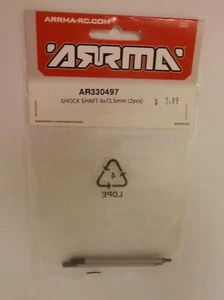 ARRMA-RC.COM
ARRMA
AR330497
SHOCK SHAFT 4x71.5mm (2pcs)
$ 7.99
4
LDPE